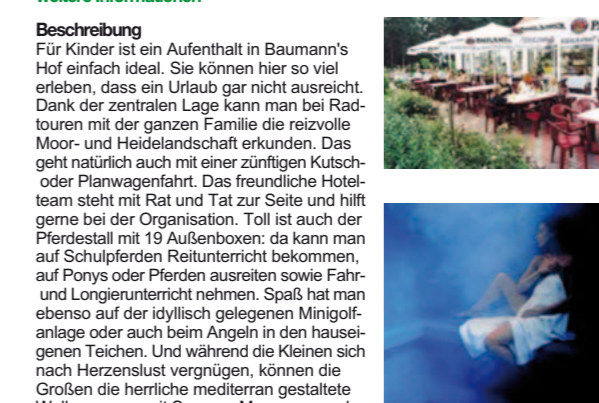 Beschreibung
Für Kinder ist ein Aufenthalt in Baumann's
Hof einfach ideal. Sie können hier so viel
erleben, dass ein Urlaub gar nicht ausreicht.
Dank der zentralen Lage kann man bei Rad-
touren mit der ganzen Familie die reizvolle
Moor- und Heidelandschaft erkunden. Das
geht natürlich auch mit einer zünftigen Kutsch-
oder Planwagenfahrt. Das freundliche Hotel-
team steht mit Rat und Tat zur Seite und hilft
gerne bei der Organisation. Toll ist auch der
Pferdestall mit 19 Außenboxen: da kann man
auf Schulpferden Reitunterricht bekommen,
auf Ponys oder Pferden ausreiten sowie Fahr-
und Longierunterricht nehmen. Spaß hat man
ebenso auf der idyllisch gelegenen Minigolf-
anlage oder auch beim Angeln in den hausei-
genen Teichen. Und während die Kleinen sich
nach Herzenslust vergnügen, können die
Großen die herrliche mediterran gestaltete